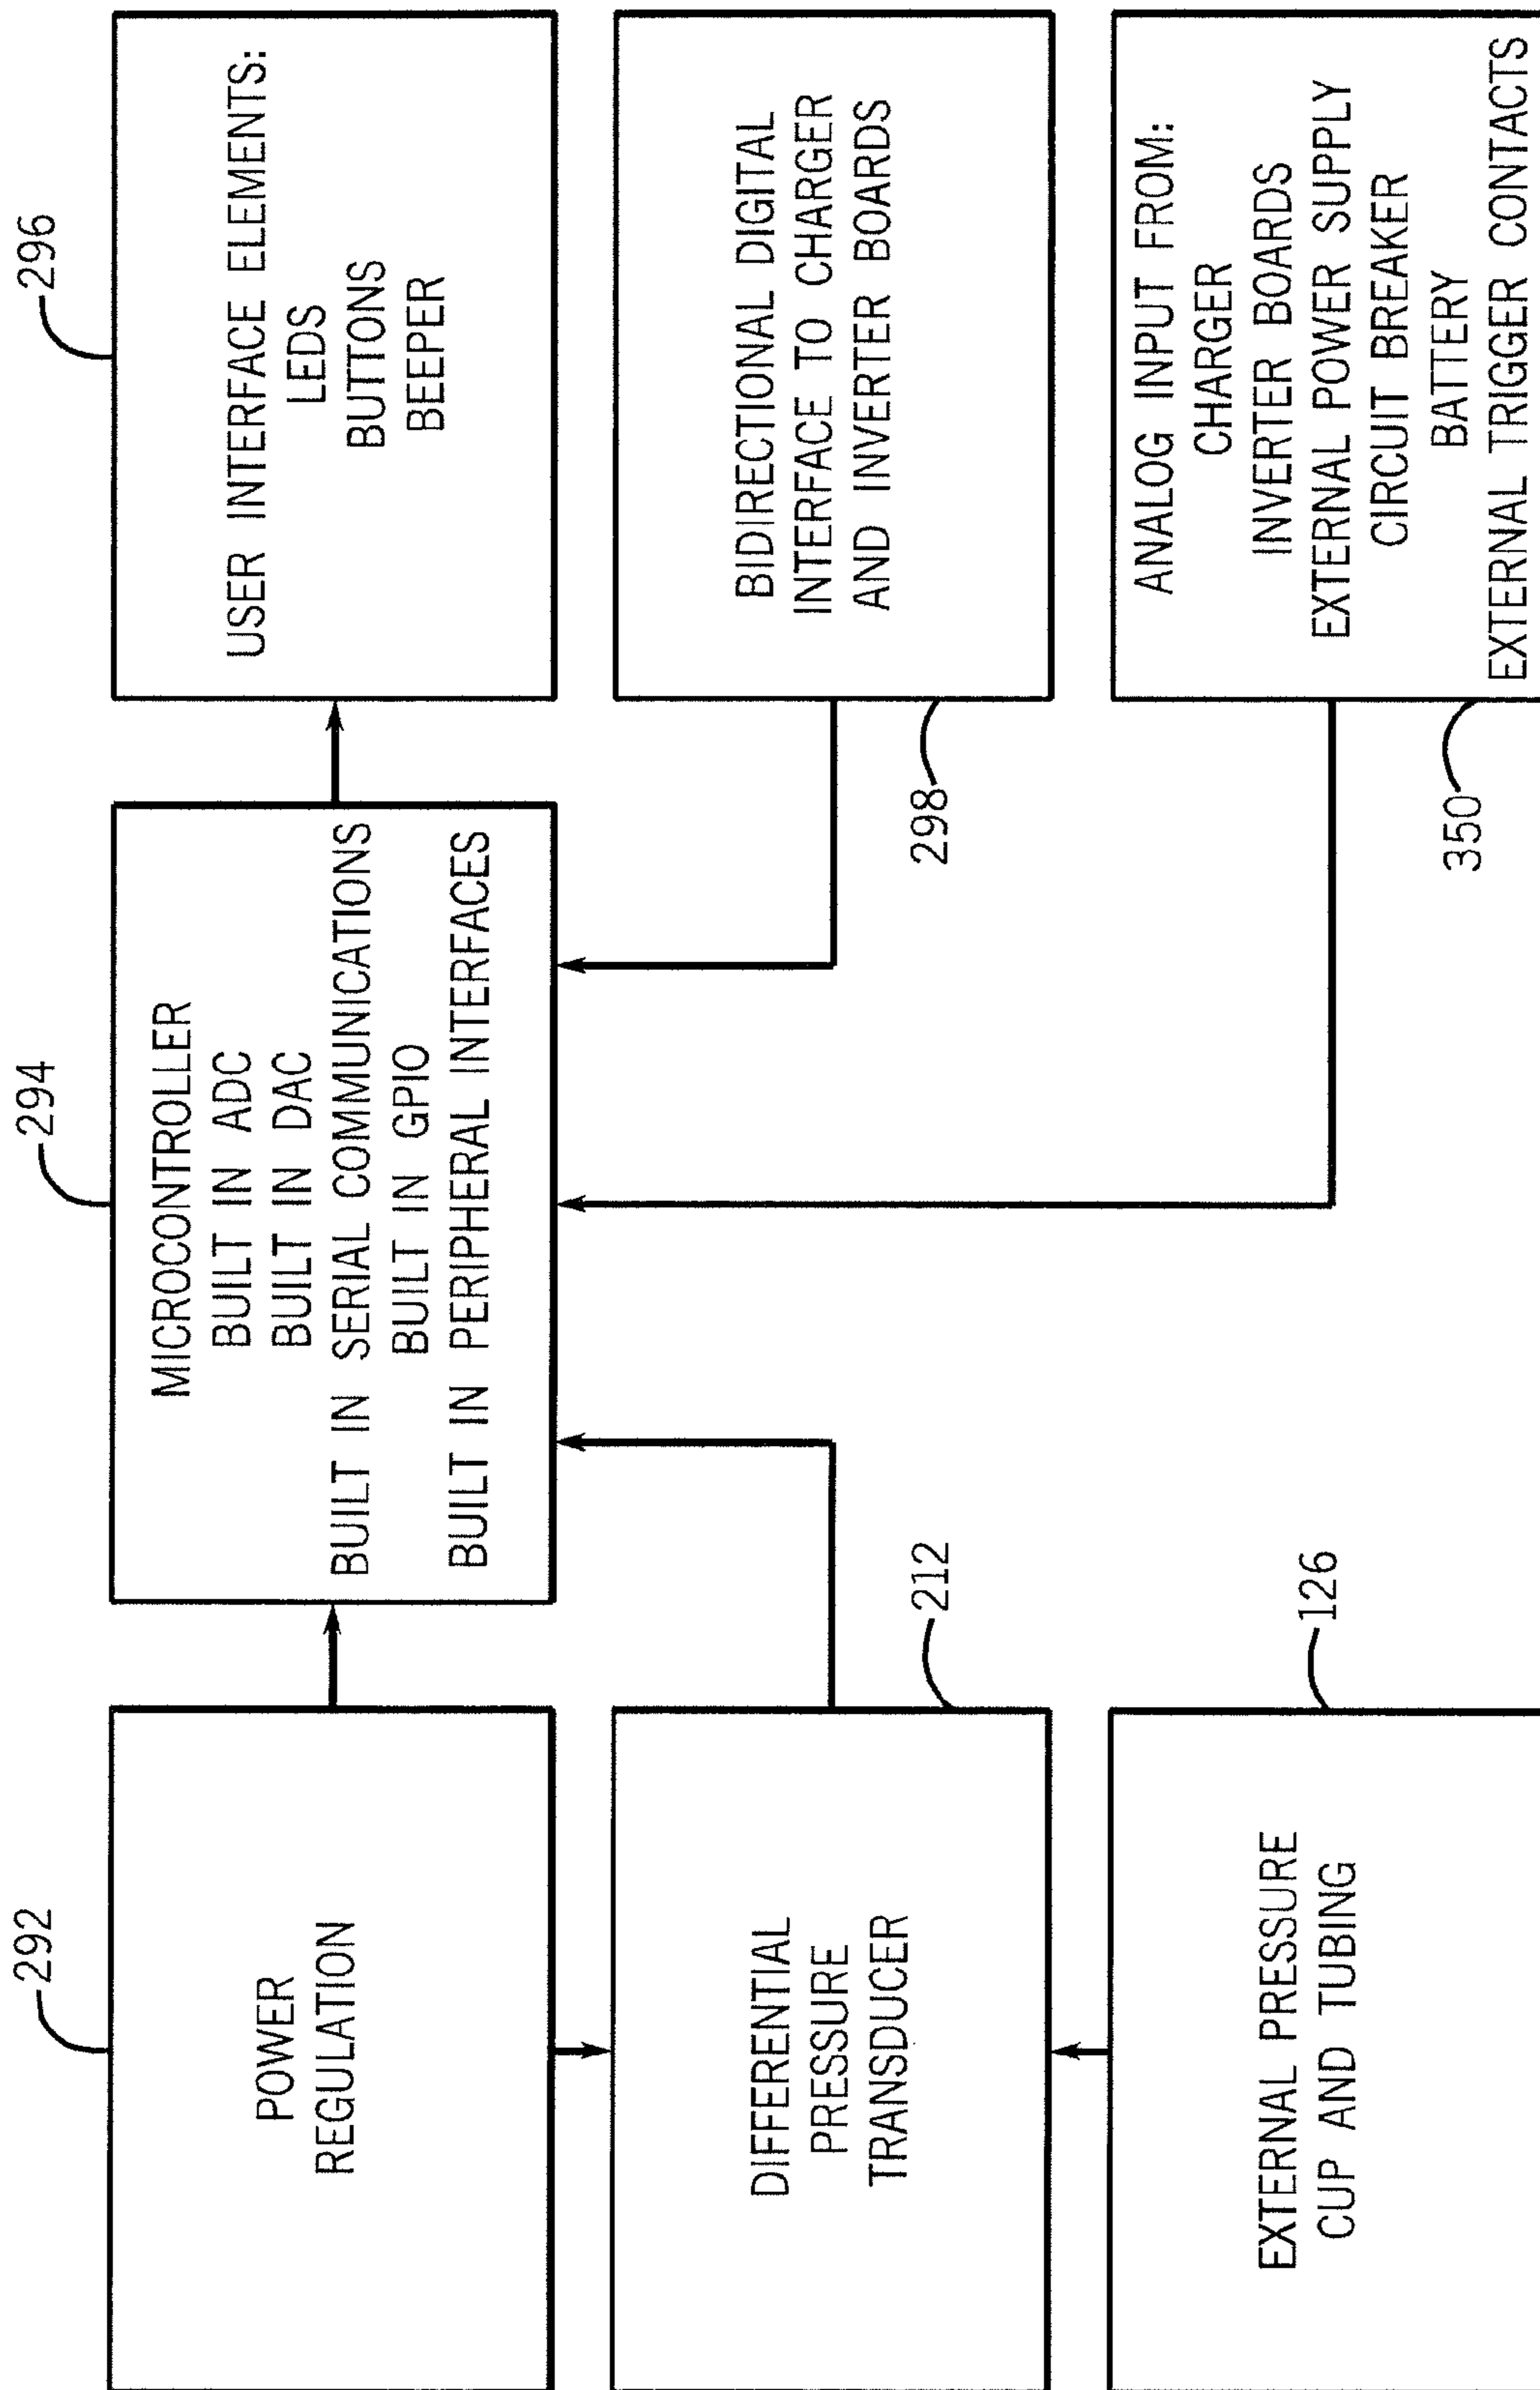 292
POWER
REGULATION
294
MICROCONTROLLER
BUILT IN ADC
BUILT IN DAC
BUILT IN SERIAL COMMUNICATIONS
BUILT IN GPIO
BUILT IN PERIPHERAL INTERFACES
296
USER INTERFACE ELEMENTS:
LEDS
BUTTONS
BEEPER
DIFFERENTIAL
PRESSURE
TRANSDUCER
212
298
BIDIRECTIONAL DIGITAL
INTERFACE TO CHARGER
AND INVERTER BOARDS
EXTERNAL PRESSURE
CUP AND TUBING
126
350
ANALOG INPUT FROM:
CHARGER
INVERTER BOARDS
EXTERNAL POWER SUPPLY
CIRCUIT BREAKER
BATTERY
EXTERNAL TRIGGER CONTACTS